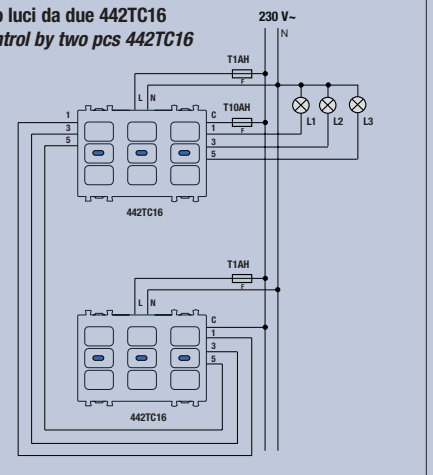 luci da due 442TC16
by two pcs 442TC16
230 V~
N
T1AH
F
L N
T10AH
F
1
3
5
C
1
3
5
L1 L2 L3
442TC16
T1AH
F
L N
C
1
3
5
442TC16